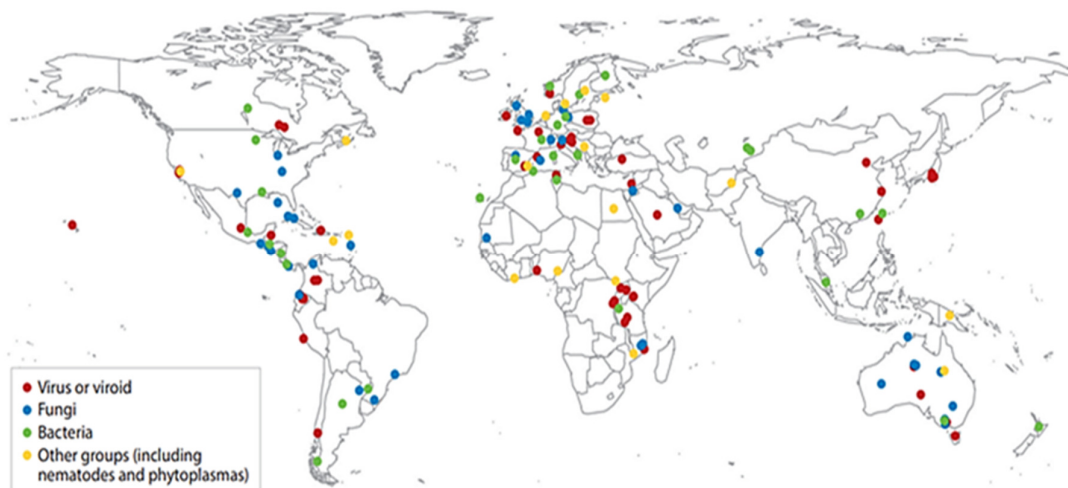 Virus or viroid
Fungi
Bacteria
Other groups (including
nematodes and phytoplasmas)